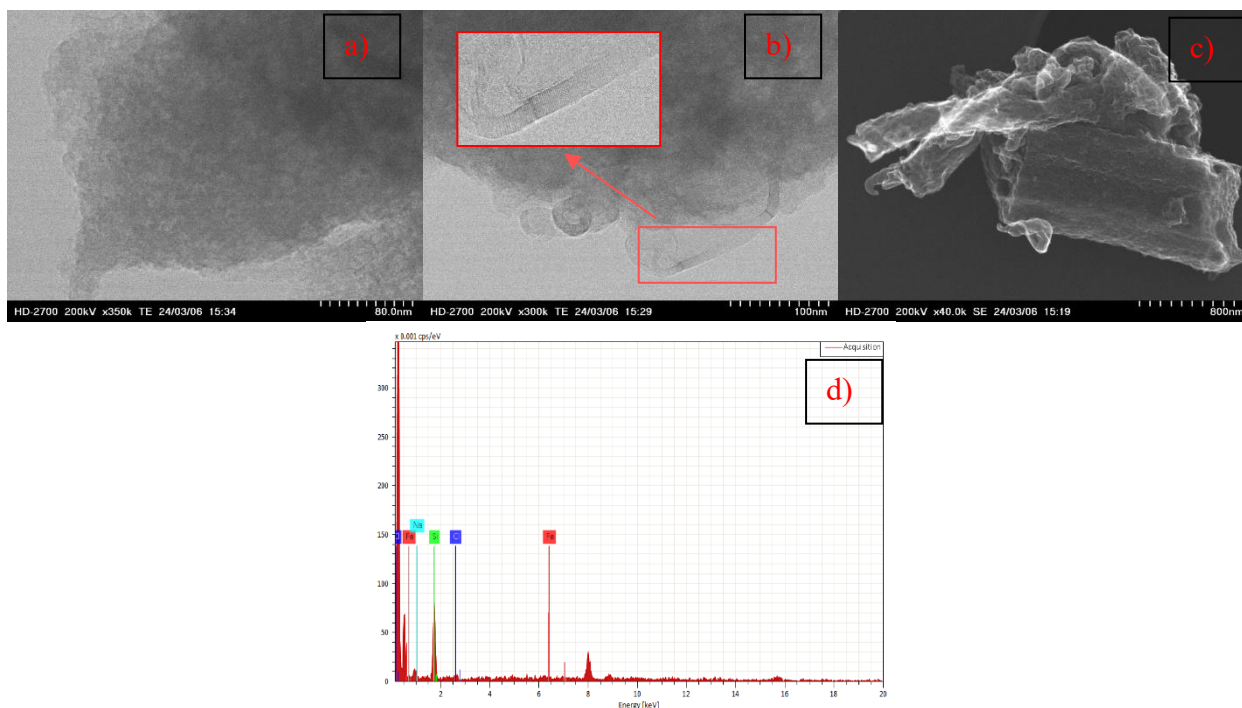 a)
HD-2700 200kV x350k TE 24/03/06 15:34 80.0nm
b)
HD-2700 200kV x300k TE 24/03/06 15:29 100nm
c)
HD-2700 200kV x40.0k SE 24/03/06 15:19 800nm
x 0.001 cps/eV
Acquisition
d)
300
250
200
150
100
50
0
Fe Na S C Fe
2 4 6 8 10 12 14 16 18 20
Energy [keV]